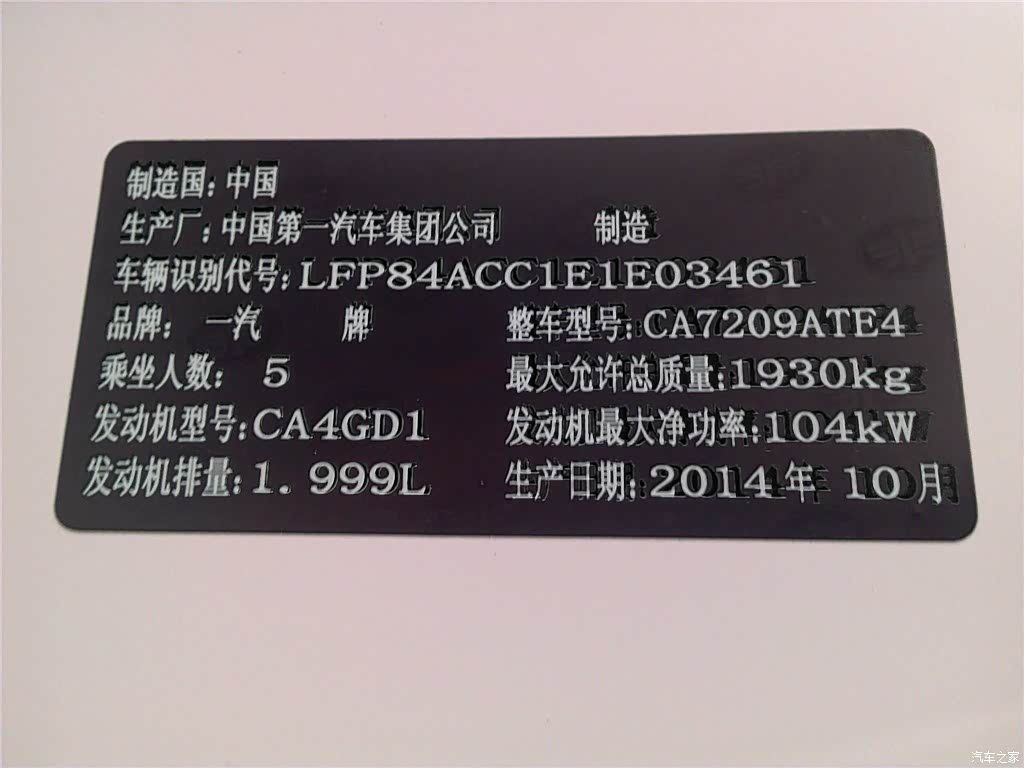 制造国：中国
生产厂：中国第一汽车集团公司 制造
车辆识别代号：LFP84ACC1E1E03461
品牌： 一汽 牌 整车型号：CA7209ATE4
乘坐人数： 5 最大允许总质量：1930kg
发动机型号：CA4GD1 发动机最大净功率：104kW
发动机排量：1. 999L 生产日期：2014年 10月
汽车之家